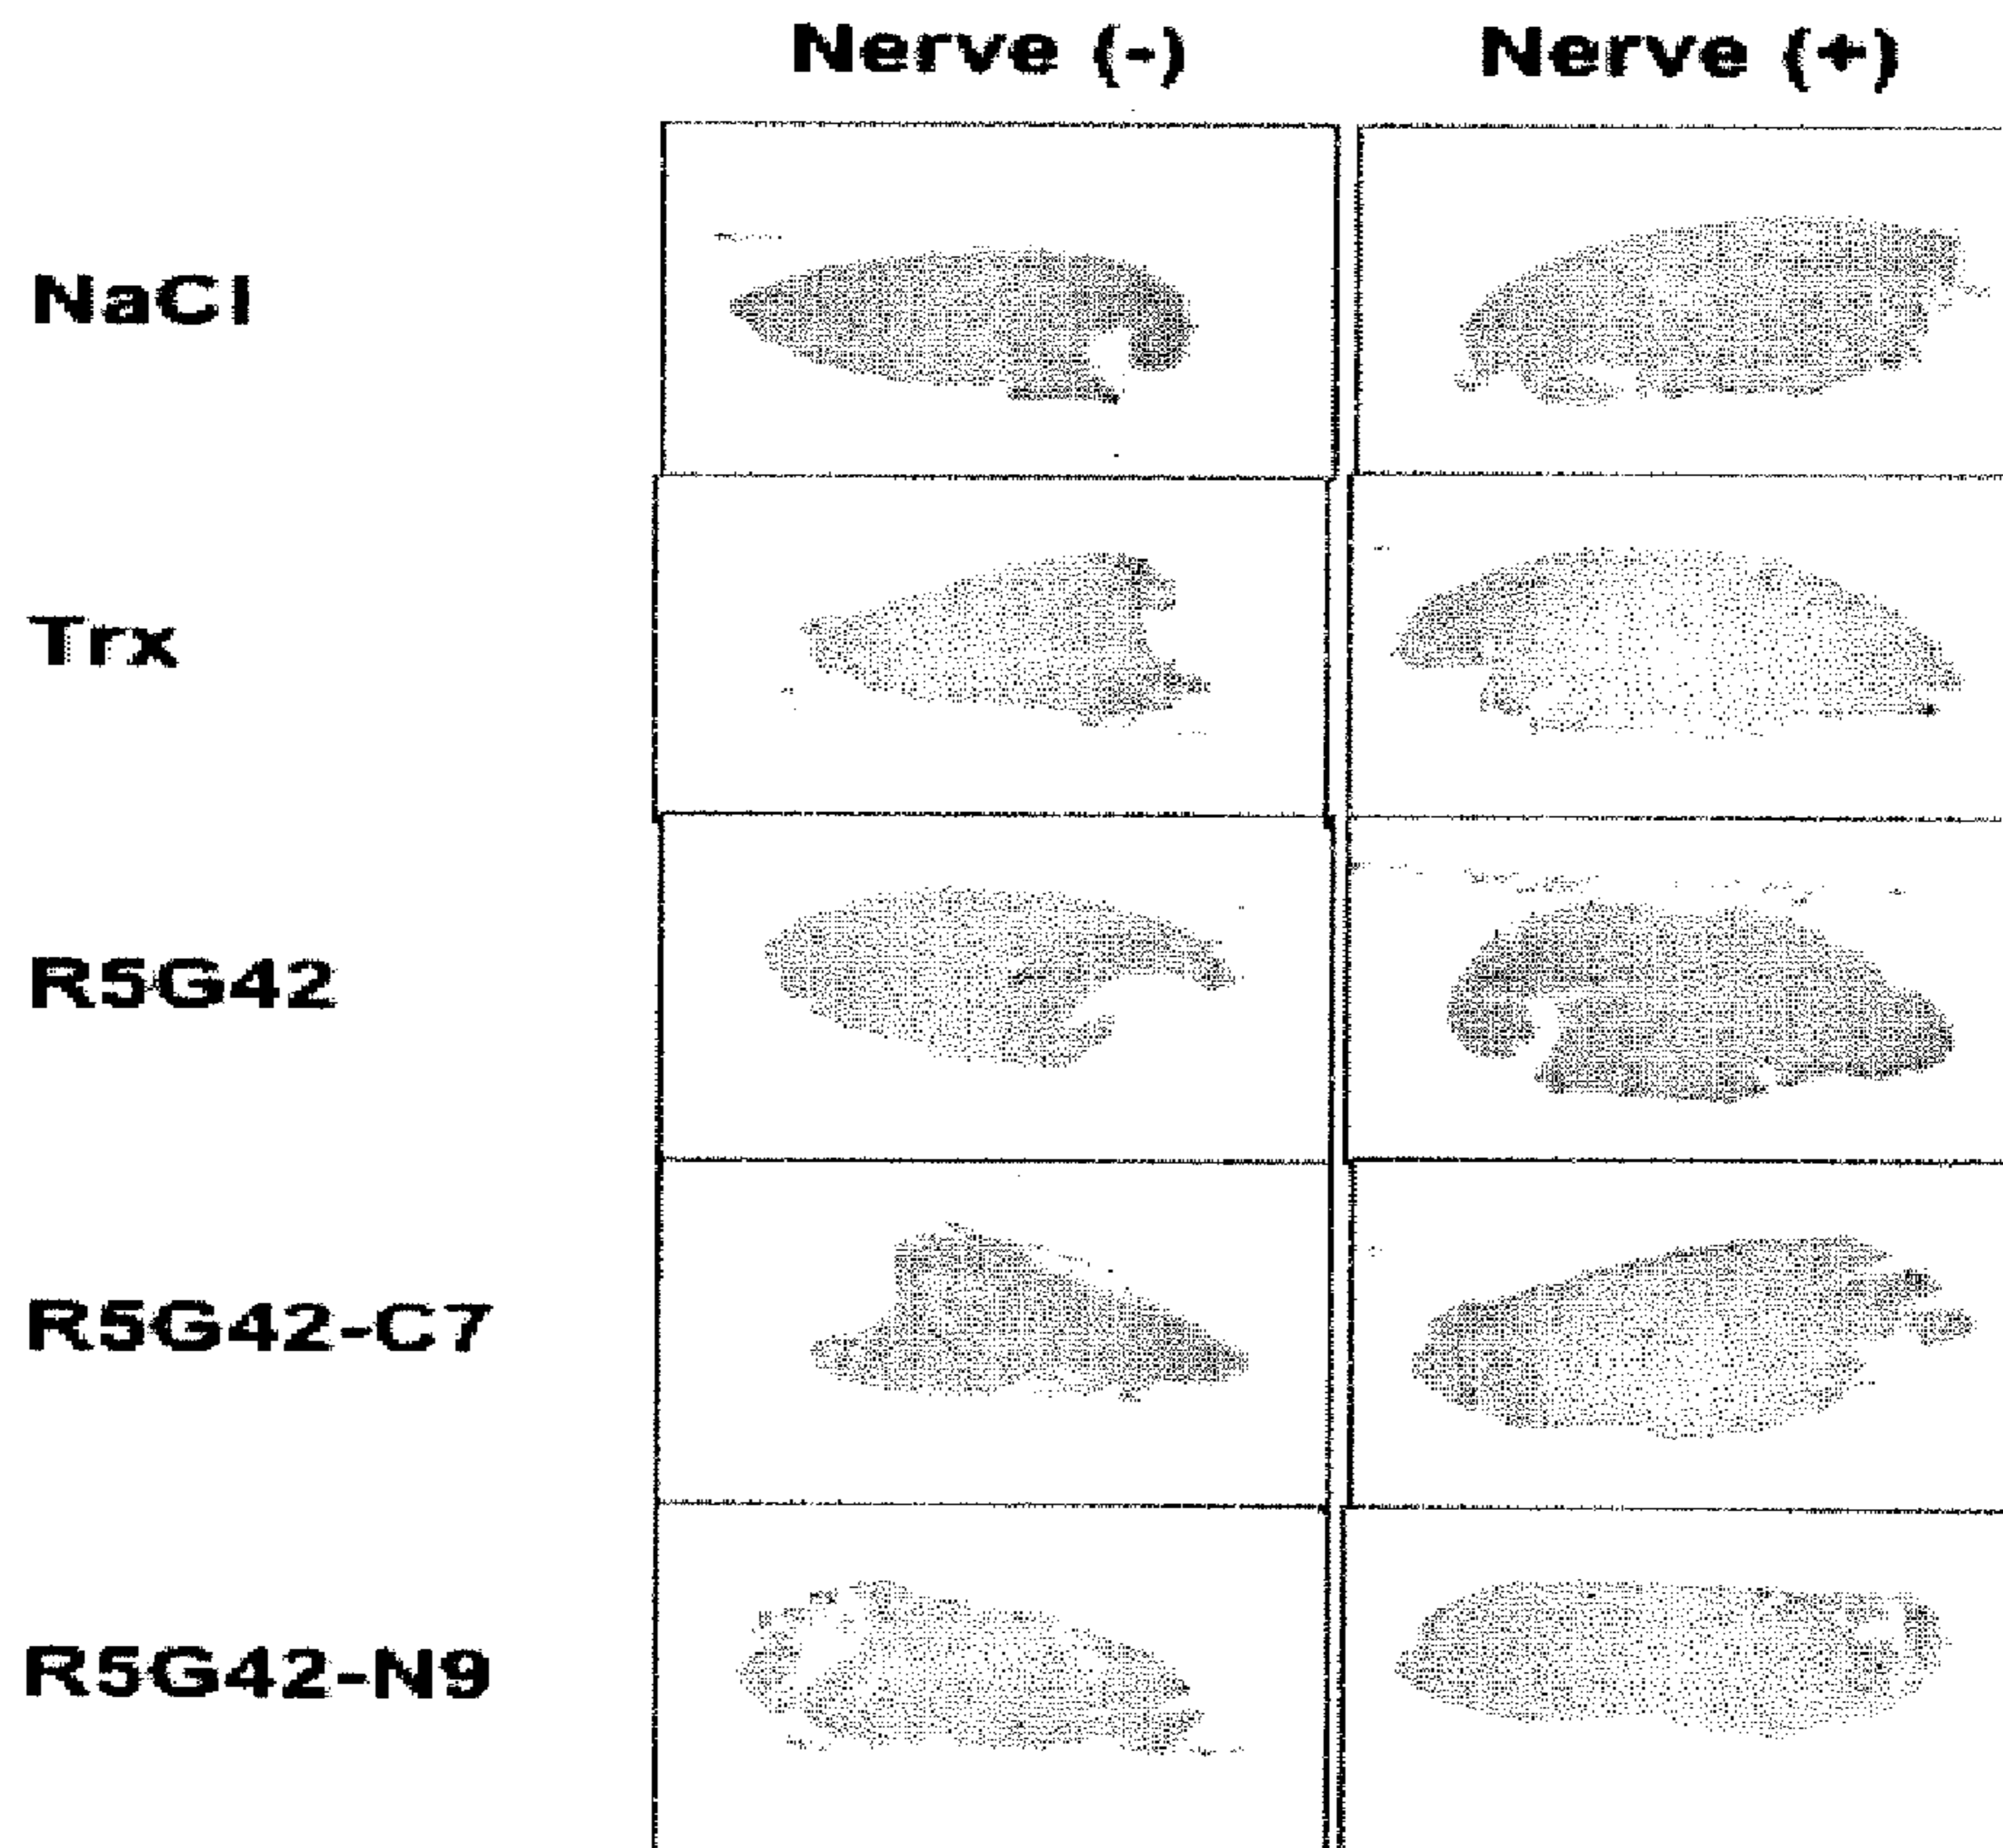 Nerve (-) Nerve (+)
NaCl
Trx
R5G42
R5G42-C7
R5G42-N9